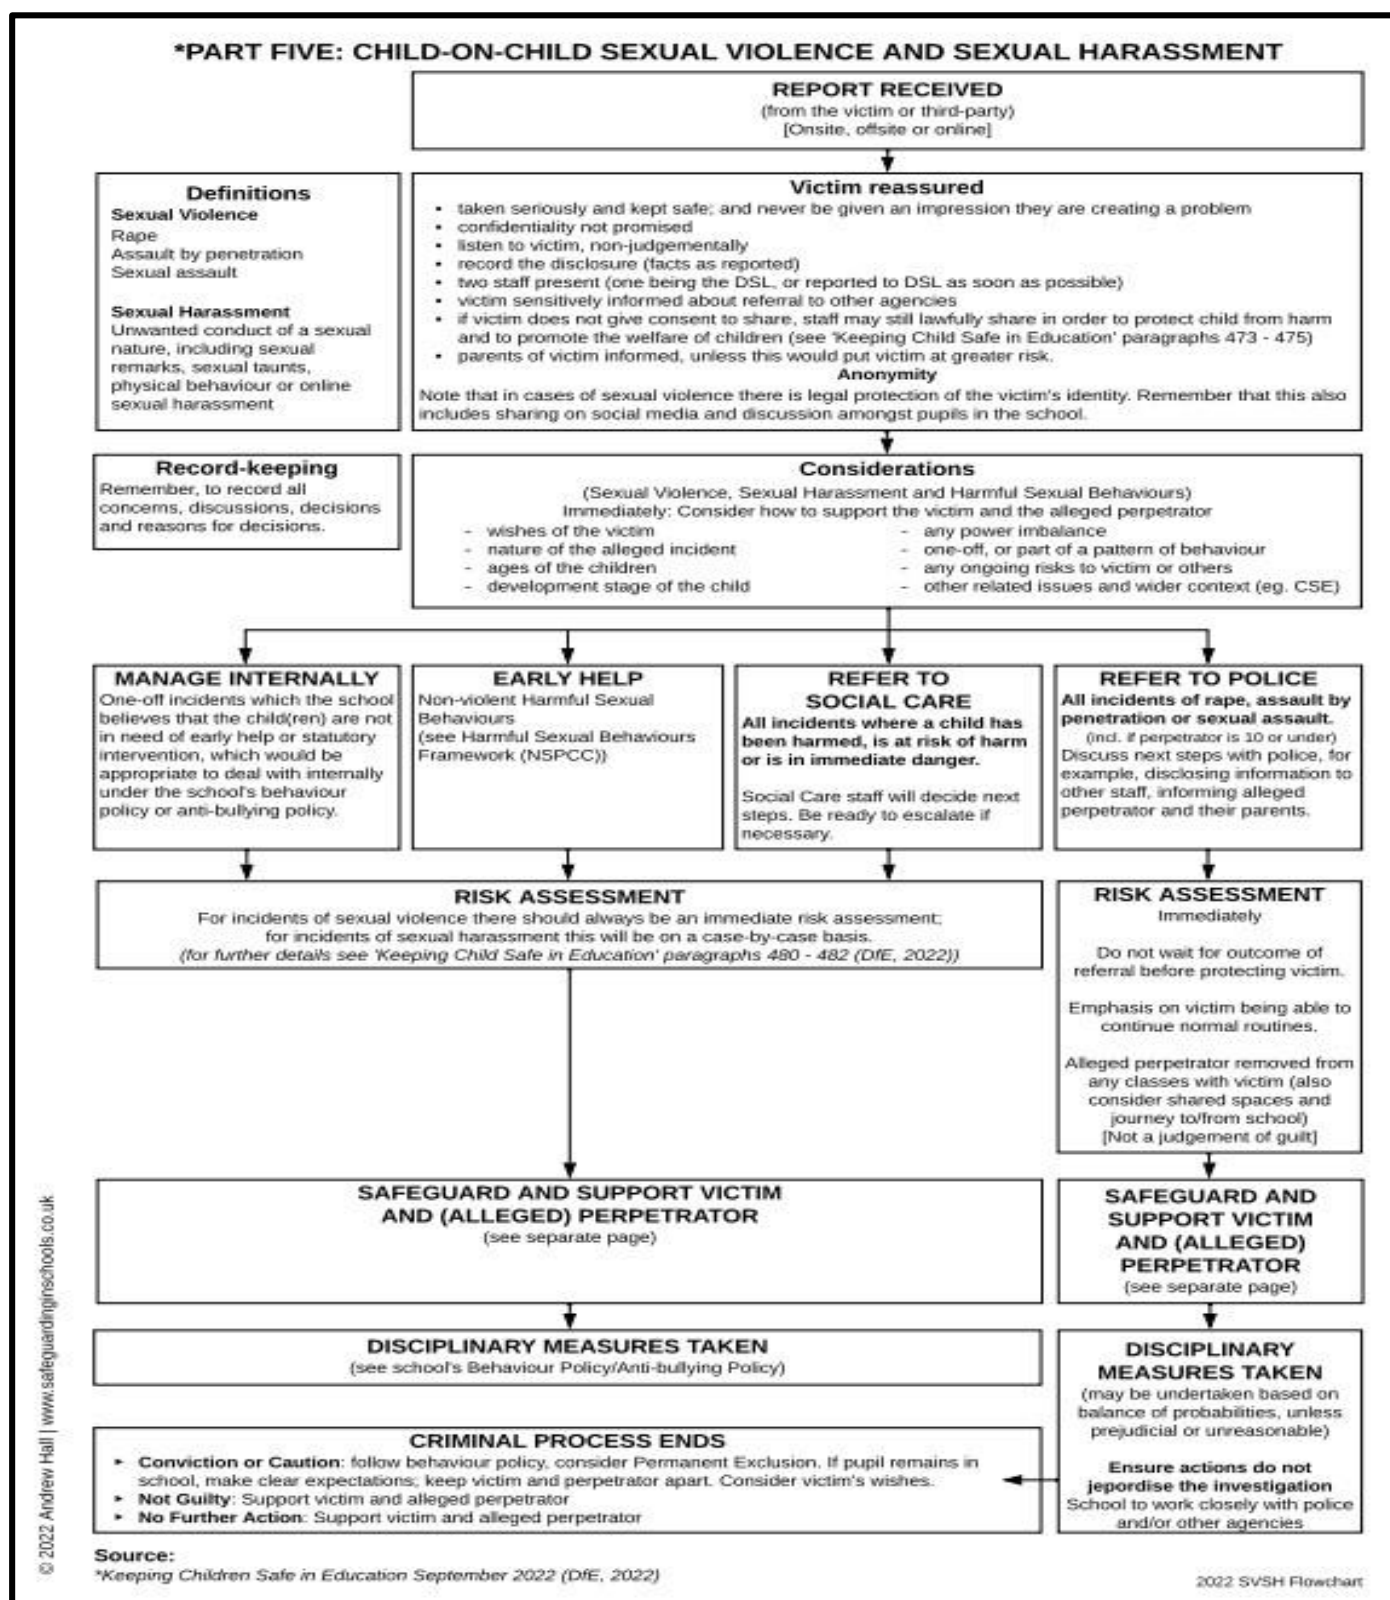 *PART FIVE: CHILD-ON-CHILD SEXUAL VIOLENCE AND SEXUAL HARASSMENT
REPORT RECEIVED
(from the victim or third-party)
[Onsite, offsite or online]
Definitions
Sexual Violence
Rape
Assault by penetration
Sexual assault
Sexual Harassment
Unwanted conduct of a sexual
nature, including sexual
remarks, sexual taunts,
physical behaviour or online
sexual harassment
Victim reassured
• taken seriously and kept safe; and never be given an impression they are creating a problem
• confidentiality not promised
• listen to victim, non-judgementally
• record the disclosure (facts as reported)
• two staff present (one being the DSL, or reported to DSL as soon as possible)
• victim sensitively informed about referral to other agencies
• if victim does not give consent to share, staff may still lawfully share in order to protect child from harm
and to promote the welfare of children (see 'Keeping Child Safe in Education' paragraphs 473 - 475)
• parents of victim informed, unless this would put victim at greater risk.
Anonymity
Note that in cases of sexual violence there is legal protection of the victim's identity. Remember that this also
includes sharing on social media and discussion amongst pupils in the school.
Record-keeping
Remember, to record all
concerns, discussions, decisions
and reasons for decisions.
Considerations
(Sexual Violence, Sexual Harassment and Harmful Sexual Behaviours)
Immediately: Consider how to support the victim and the alleged perpetrator
- wishes of the victim
- nature of the alleged incident
- ages of the children
- development stage of the child
- any power imbalance
- one-off, or part of a pattern of behaviour
- any ongoing risks to victim or others
- other related issues and wider context (eg. CSE)
MANAGE INTERNALLY
One-off incidents which the school
believes that the child(ren) are not
in need of early help or statutory
intervention, which would be
appropriate to deal with internally
under the school's behaviour
policy or anti-bullying policy.
EARLY HELP
Non-violent Harmful Sexual
Behaviours
(see Harmful Sexual Behaviours
Framework (NSPCC))
REFER TO
SOCIAL CARE
All incidents where a child has
been harmed, is at risk of harm
or is in immediate danger.
Social Care staff will decide next
steps. Be ready to escalate if
necessary.
REFER TO POLICE
All incidents of rape, assault by
penetration or sexual assault.
(incl. if perpetrator is 10 or under)
Discuss next steps with police, for
example, disclosing information to
other staff, informing alleged
perpetrator and their parents.
RISK ASSESSMENT
For incidents of sexual violence there should always be an immediate risk assessment;
for incidents of sexual harassment this will be on a case-by-case basis.
(for further details see 'Keeping Child Safe in Education' paragraphs 480 - 482 (DfE, 2022))
RISK ASSESSMENT
Immediately
Do not wait for outcome of
referral before protecting victim.
Emphasis on victim being able to
continue normal routines.
Alleged perpetrator removed from
any classes with victim (also
consider shared spaces and
journey to/from school)
[Not a judgement of guilt]
SAFEGUARD AND SUPPORT VICTIM
AND (ALLEGED) PERPETRATOR
(see separate page)
SAFEGUARD AND
SUPPORT VICTIM
AND (ALLEGED)
PERPETRATOR
(see separate page)
DISCIPLINARY MEASURES TAKEN
(see school's Behaviour Policy/Anti-bullying Policy)
DISCIPLINARY
MEASURES TAKEN
(may be undertaken based on
balance of probabilities, unless
prejudicial or unreasonable)
Ensure actions do not
jepordise the investigation
School to work closely with police
and/or other agencies
CRIMINAL PROCESS ENDS
▸ Conviction or Caution: follow behaviour policy, consider Permanent Exclusion. If pupil remains in
school, make clear expectations; keep victim and perpetrator apart. Consider victim's wishes.
▸ Not Guilty: Support victim and alleged perpetrator
▸ No Further Action: Support victim and alleged perpetrator
© 2022 Andrew Hall | www.safeguardinginschools.co.uk
Source:
*Keeping Children Safe in Education September 2022 (DfE, 2022)
2022 SVSH Flowchart